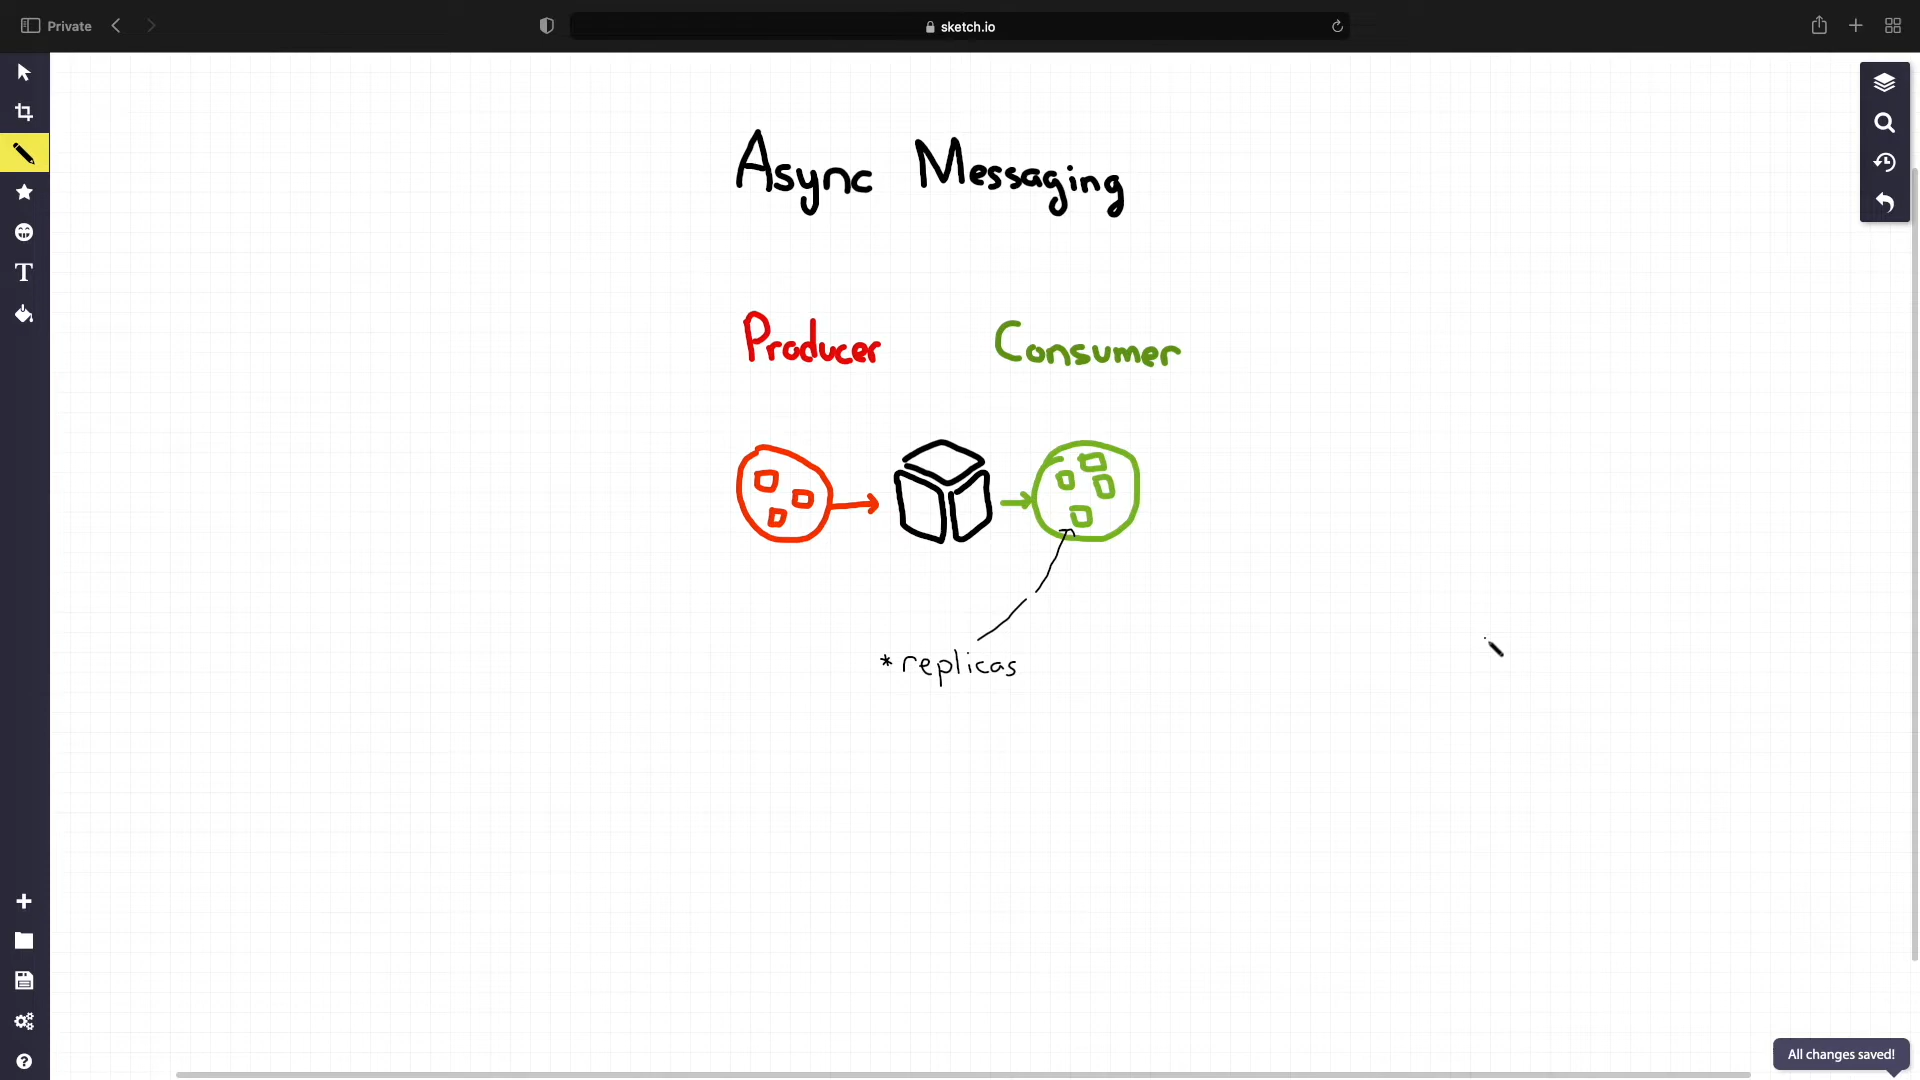 Private
sketch.io
Async Messaging
Producer
Consumer
* replicas
All changes saved!